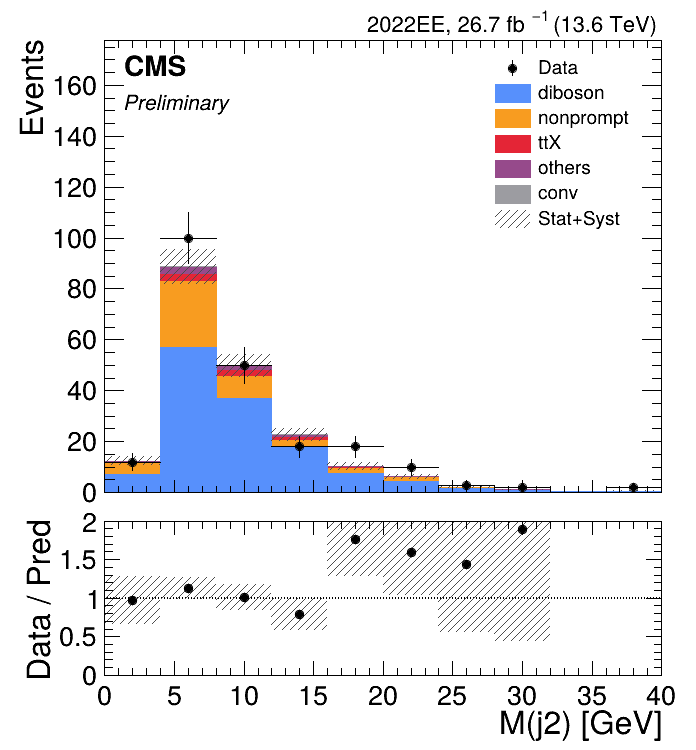 2022EE, 26.7 fb⁻¹ (13.6 TeV)
CMS
Preliminary
Data
diboson
nonprompt
ttX
others
conv
Stat+Syst
Events
160
140
120
100
80
60
40
20
0
Data / Pred
2
1.5
1
0.5
0
0 5 10 15 20 25 30 35 40
M(j2) [GeV]